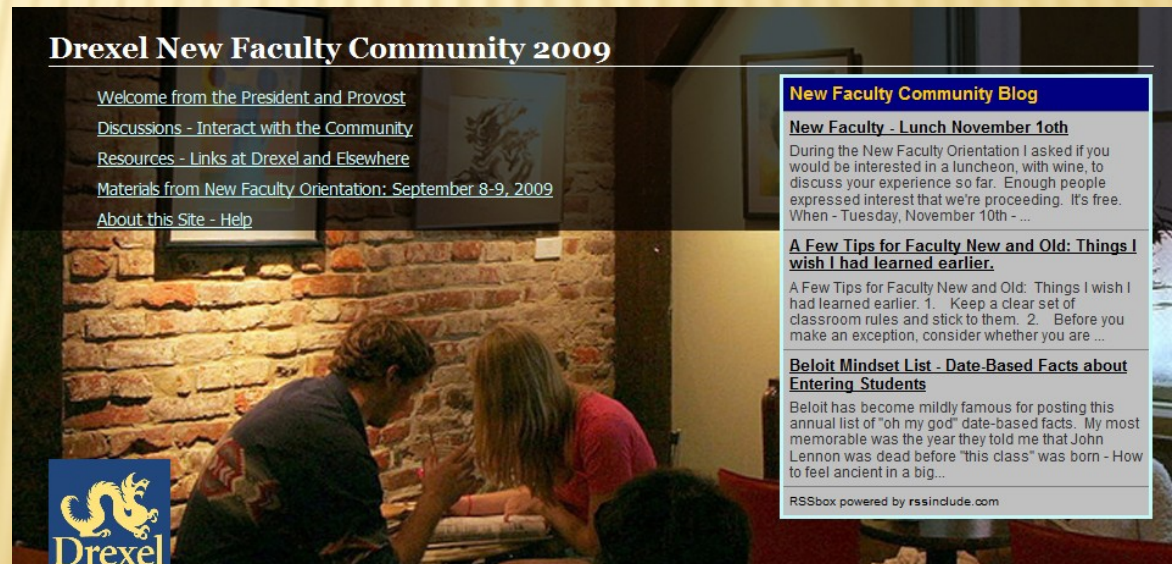 Drexel New Faculty Community 2009
Welcome from the President and Provost
Discussions - Interact with the Community
Resources - Links at Drexel and Elsewhere
Materials from New Faculty Orientation: September 8-9, 2009
About this Site - Help
New Faculty Community Blog
New Faculty - Lunch November 1oth
During the New Faculty Orientation I asked if you
would be interested in a luncheon, with wine, to
discuss your experience so far. Enough people
expressed interest that we're proceeding. It's free.
When - Tuesday, November 10th - ...
A Few Tips for Faculty New and Old: Things I
wish I had learned earlier.
A Few Tips for Faculty New and Old: Things I wish I
had learned earlier. 1. Keep a clear set of
classroom rules and stick to them. 2. Before you
make an exception, consider whether you are ...
Beloit Mindset List - Date-Based Facts about
Entering Students
Beloit has become mildly famous for posting this
annual list of "oh my god" date-based facts. My most
memorable was the year they told me that John
Lennon was dead before "this class" was born - How
to feel ancient in a big...
RSSbox powered by rssinclude.com
Drexel